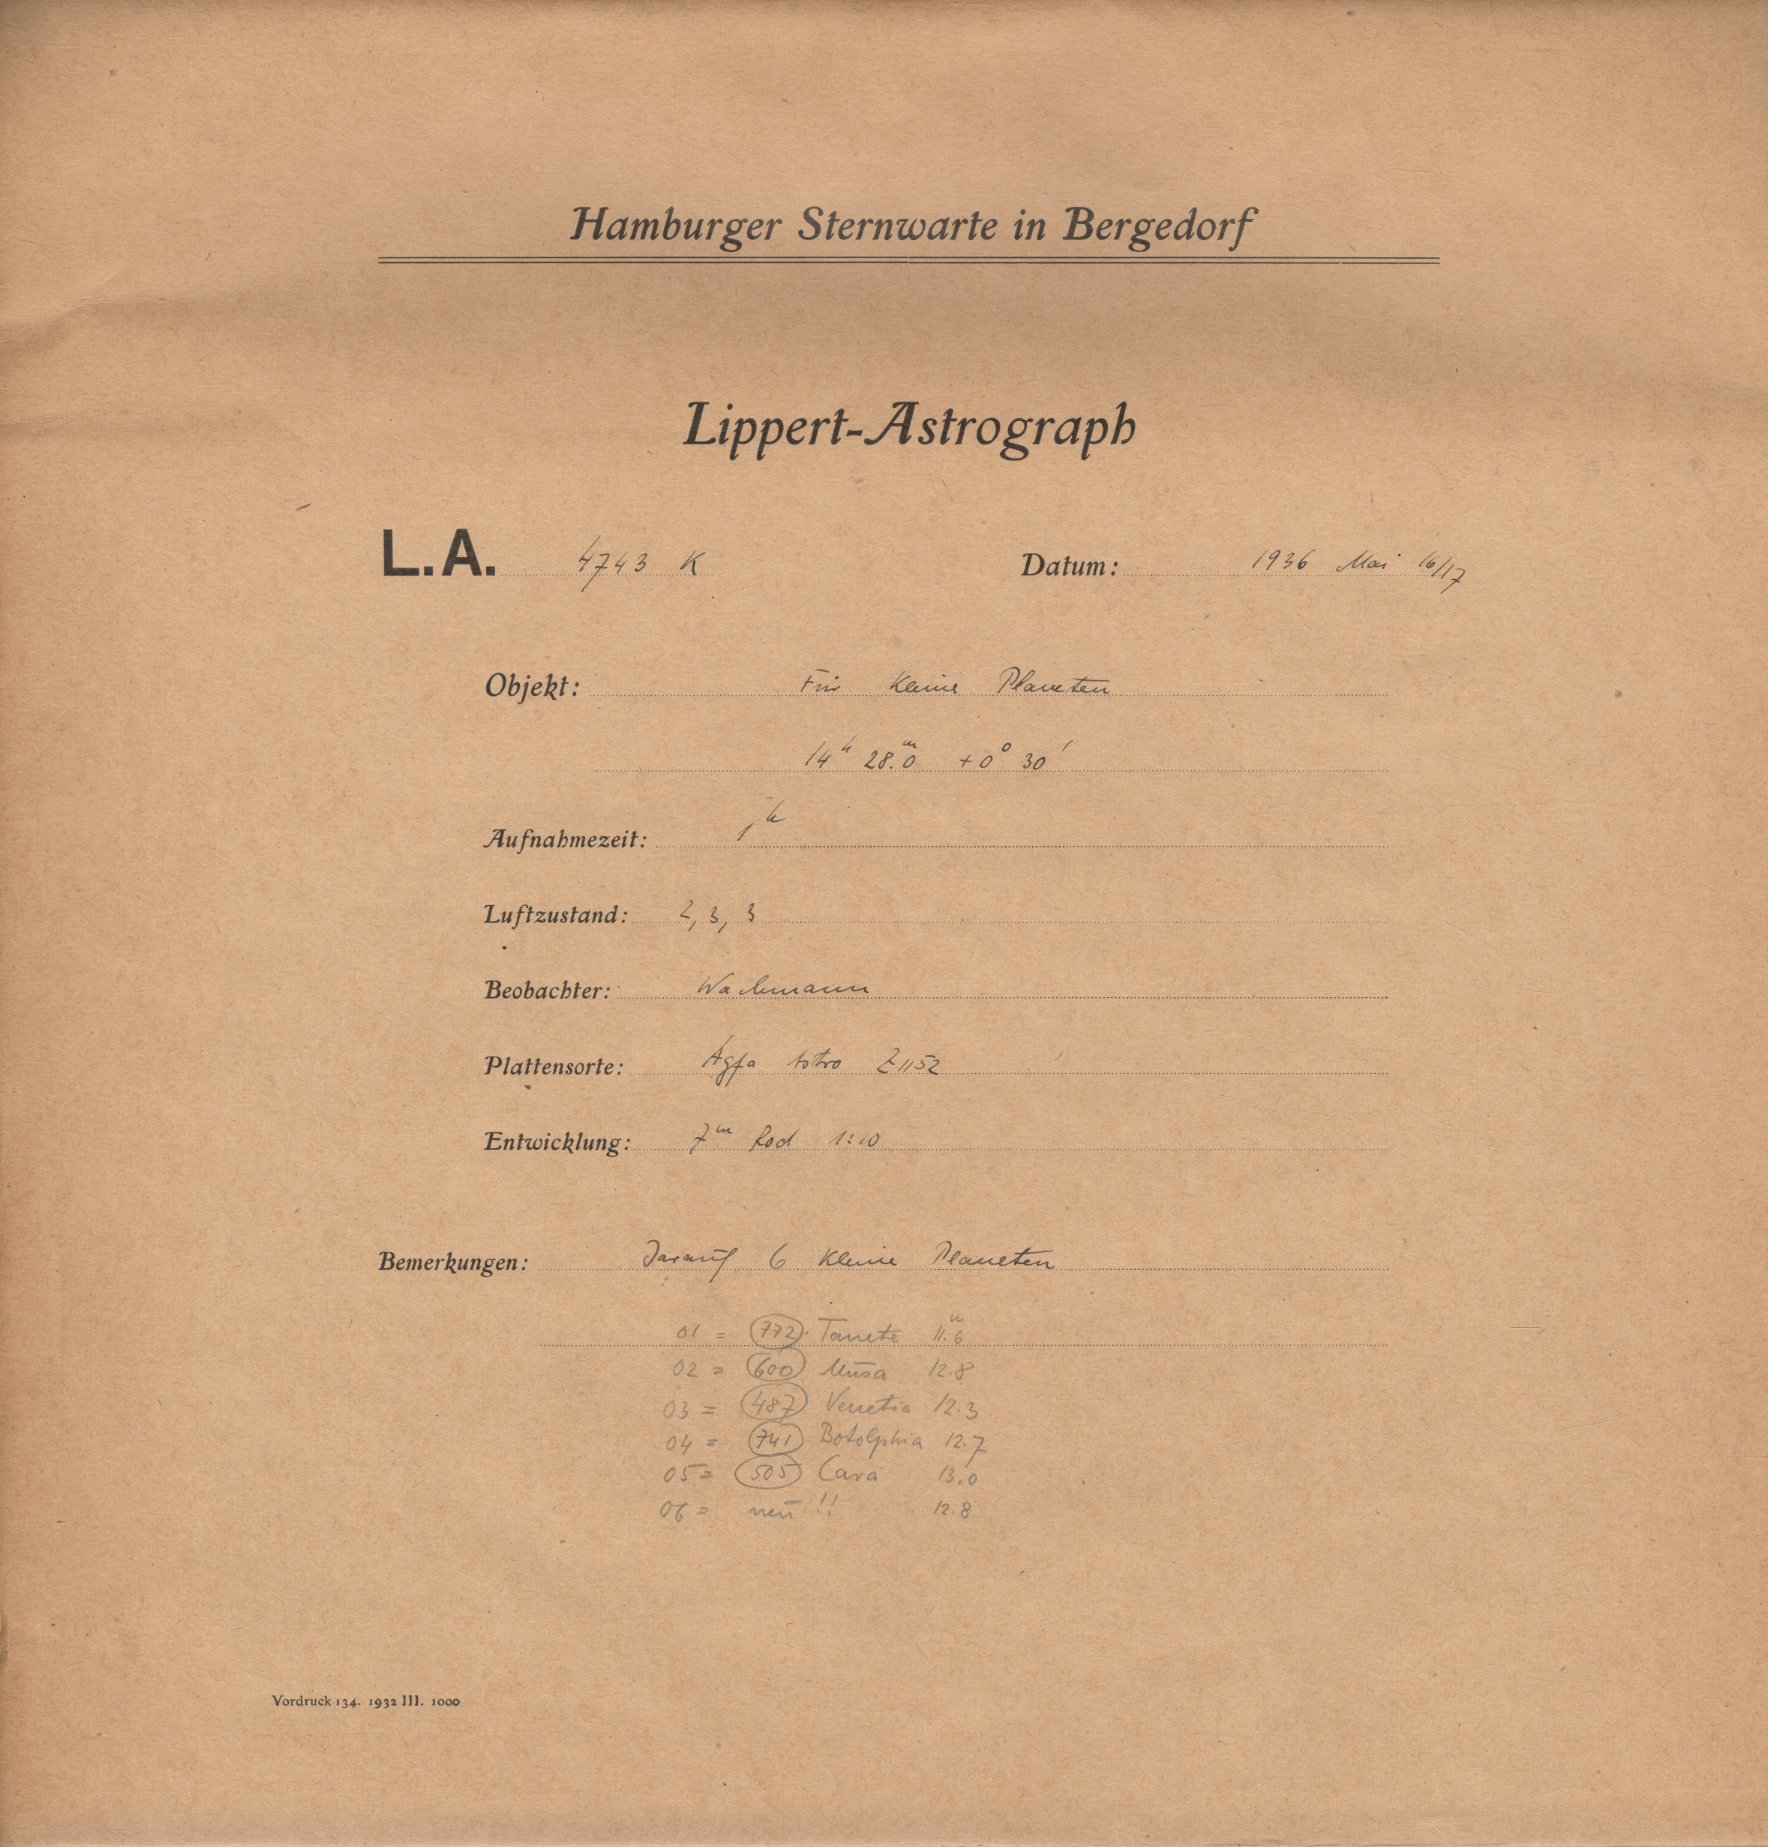 Hamburger Sternwarte in Bergedorf
Lippert-Astrograph
L.A. 4743 K Datum: 1936 Mai 16/17
Objekt: Für Kleine Planeten
14h 28.m0 +0° 30'
Aufnahmezeit: 1h
Luftzustand: 2, 3, 3
Beobachter: Wachmann
Plattensorte: Agfa Astro Z1152
Entwicklung: 7m Rod 1:10
Bemerkungen: Darauf 6 Kleine Planeten
01 = 772 Tanete 11.m6
02 = 600 Musa 12.8
03 = 487 Venetia 12.3
04 = 741 Botolphia 12.7
05 = 505 Cava 13.0
06 = neu !! 12.8
Vordruck 134. 1932 III. 1000